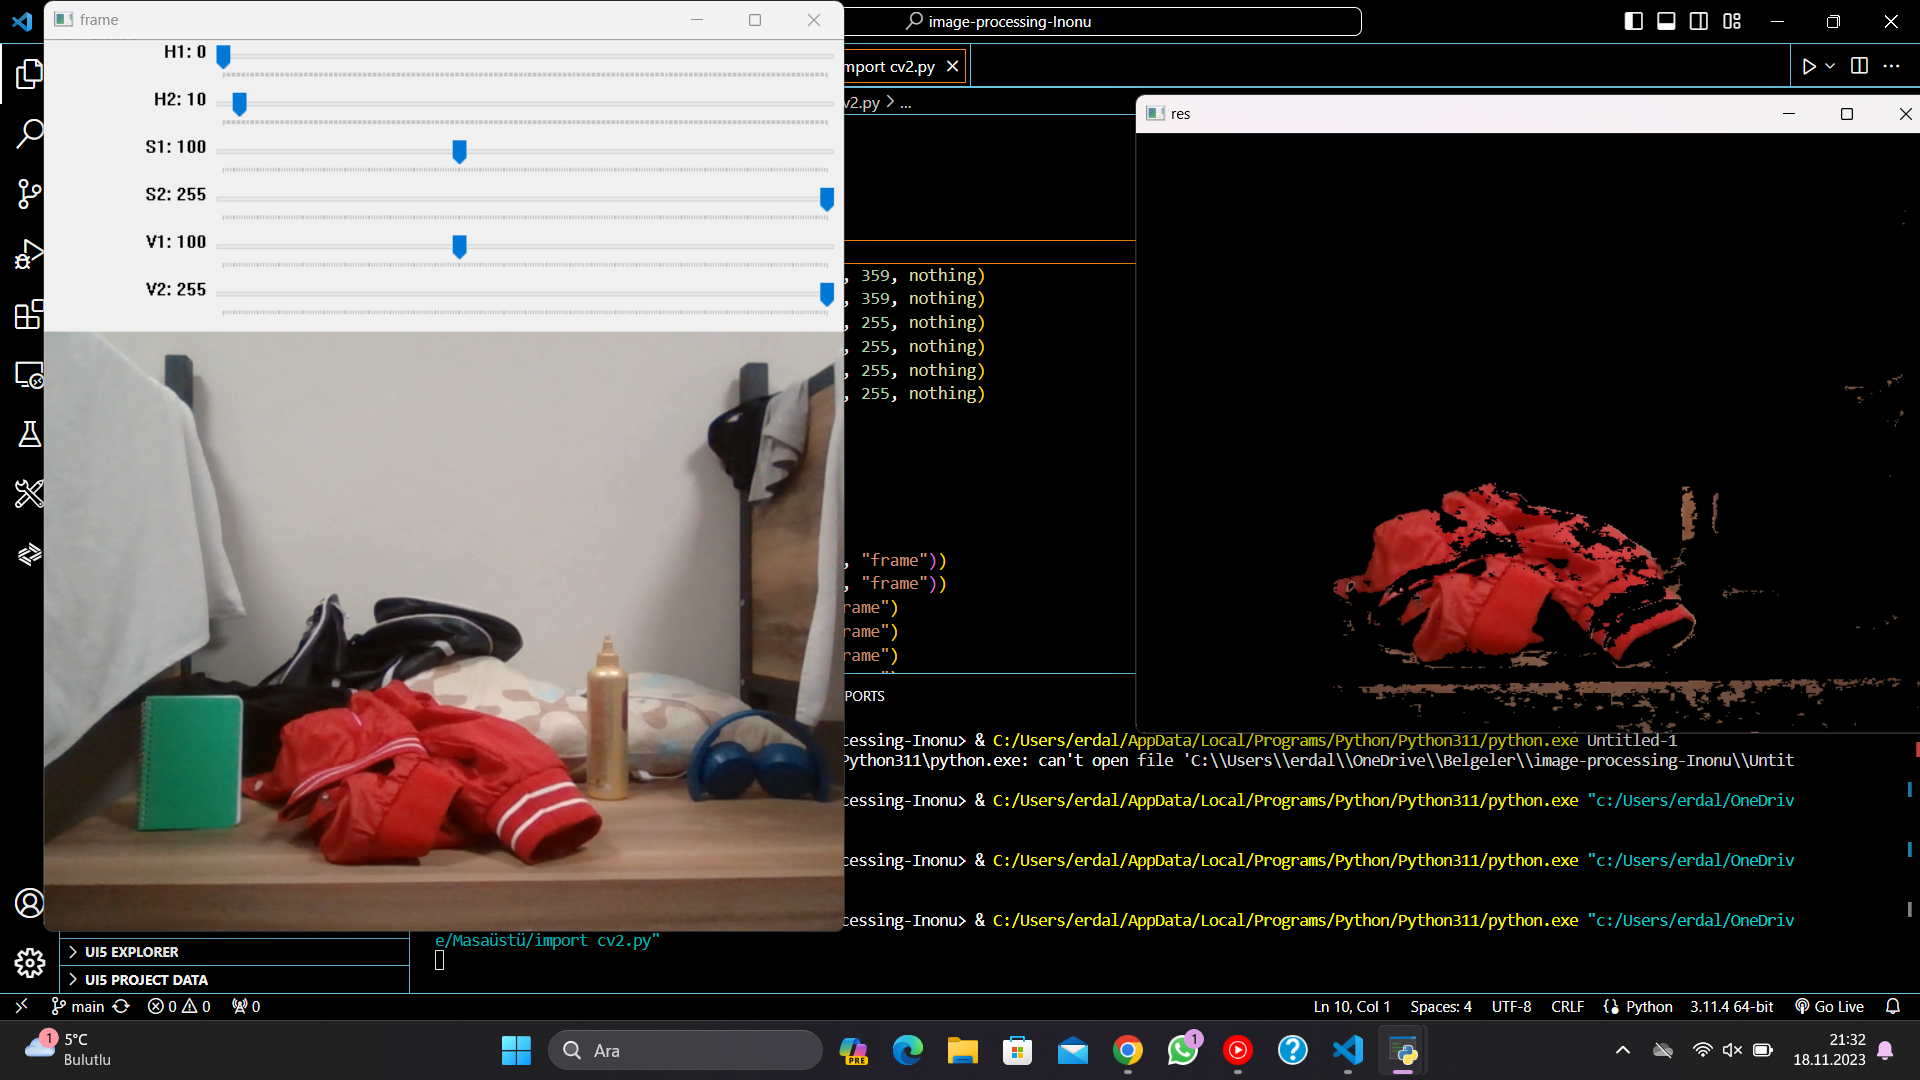 frame
image-processing-Inonu
H1: 0
H2: 10
S1: 100
S2: 255
V1: 100
V2: 255
mport cv2.py
v2.py > ...
res
, 359, nothing)
, 359, nothing)
, 255, nothing)
, 255, nothing)
, 255, nothing)
, 255, nothing)
, "frame"))
, "frame"))
rame")
rame")
rame")
PORTS
cessing-Inonu> & C:/Users/erdal/AppData/Local/Programs/Python/Python311/python.exe Untitled-1
Python311\python.exe: can't open file 'C:\\Users\\erdal\\OneDrive\\Belgeler\\image-processing-Inonu\\Untit
cessing-Inonu> & C:/Users/erdal/AppData/Local/Programs/Python/Python311/python.exe "c:/Users/erdal/OneDriv
cessing-Inonu> & C:/Users/erdal/AppData/Local/Programs/Python/Python311/python.exe "c:/Users/erdal/OneDriv
cessing-Inonu> & C:/Users/erdal/AppData/Local/Programs/Python/Python311/python.exe "c:/Users/erdal/OneDriv
e/Masaüstü/import cv2.py"
UI5 EXPLORER
UI5 PROJECT DATA
main 0 0 0 Ln 10, Col 1 Spaces: 4 UTF-8 CRLF Python 3.11.4 64-bit Go Live
1
5°C
Bulutlu
Ara
PRE
1
21:32
18.11.2023